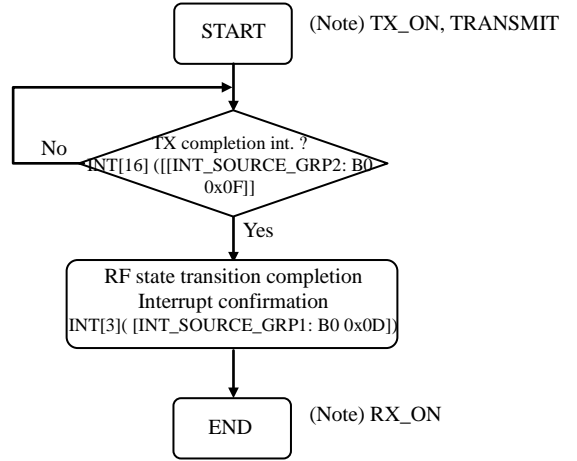 START
(Note) TX_ON, TRANSMIT
No
TX completion int. ?
INT[16] ([[INT_SOURCE_GRP2: B0
0x0F]]
Yes
RF state transition completion
Interrupt confirmation
INT[3]( [INT_SOURCE_GRP1: B0 0x0D])
END
(Note) RX_ON